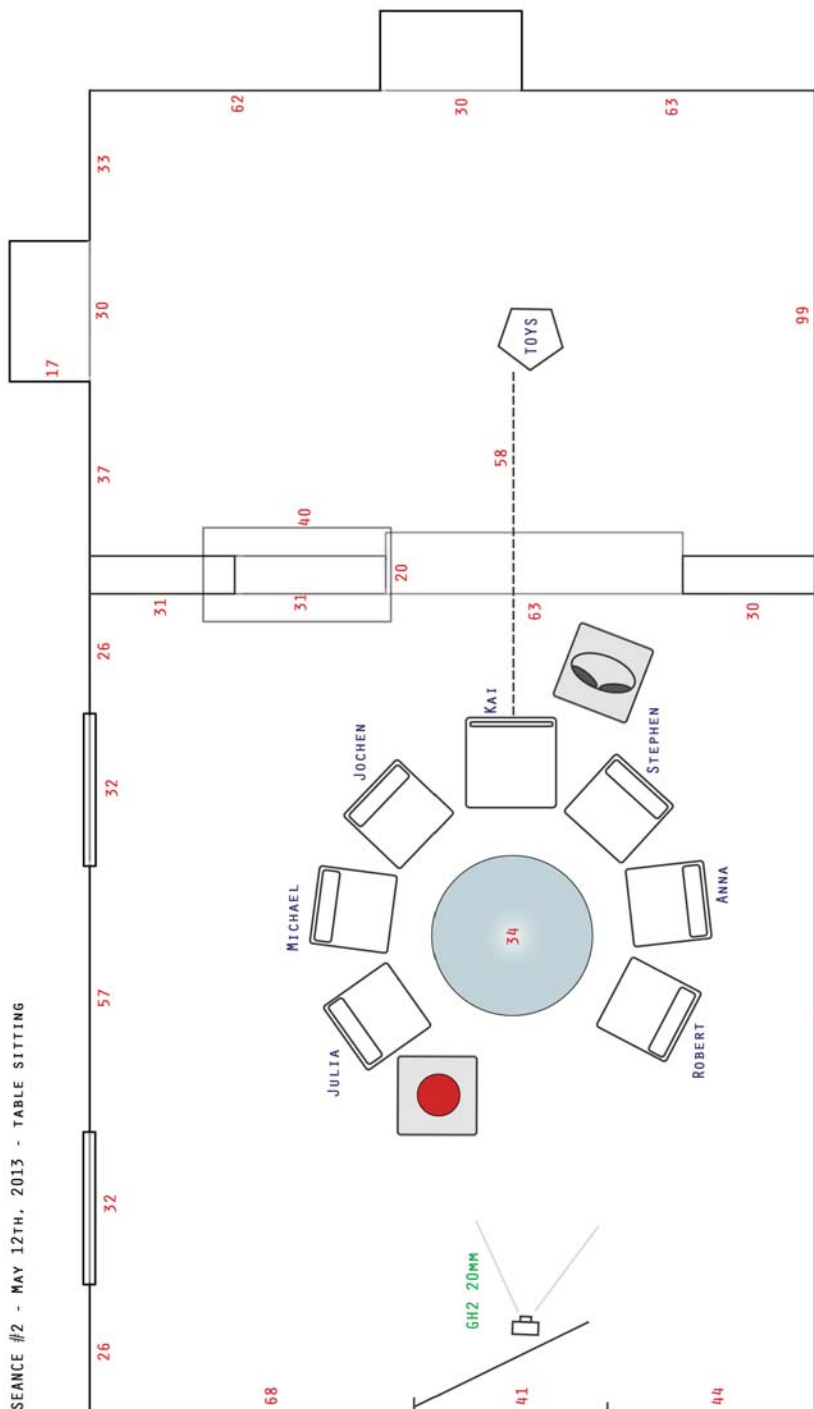 SEANCE #2 - MAY 12TH, 2013 - TABLE SITTING
17
26 32 57 32 26 37 30 33
31
62
68
MICHAEL
31
40
JULIA
JOCHEN
20
30
GH2 20MM
KAI
58
34
41
TOYS
63
STEPHEN
63
ROBERT
44
ANNA
30
99